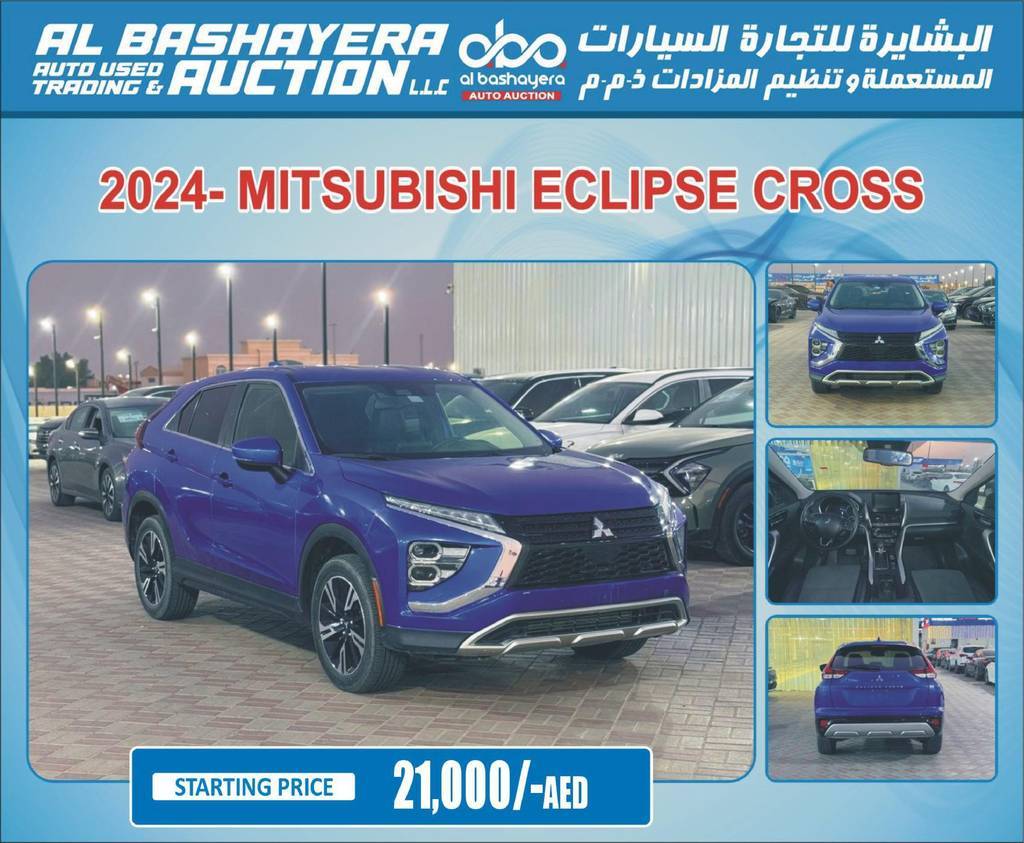 AL BASHAYERA
AUTO USED
TRADING & AUCTION L.L.C
aba
al bashayera
AUTO AUCTION
البشايرة للتجارة السيارات
المستعملة و تنظيم المزادات ذ-م-م
2024- MITSUBISHI ECLIPSE CROSS
STARTING PRICE 21,000/-AED